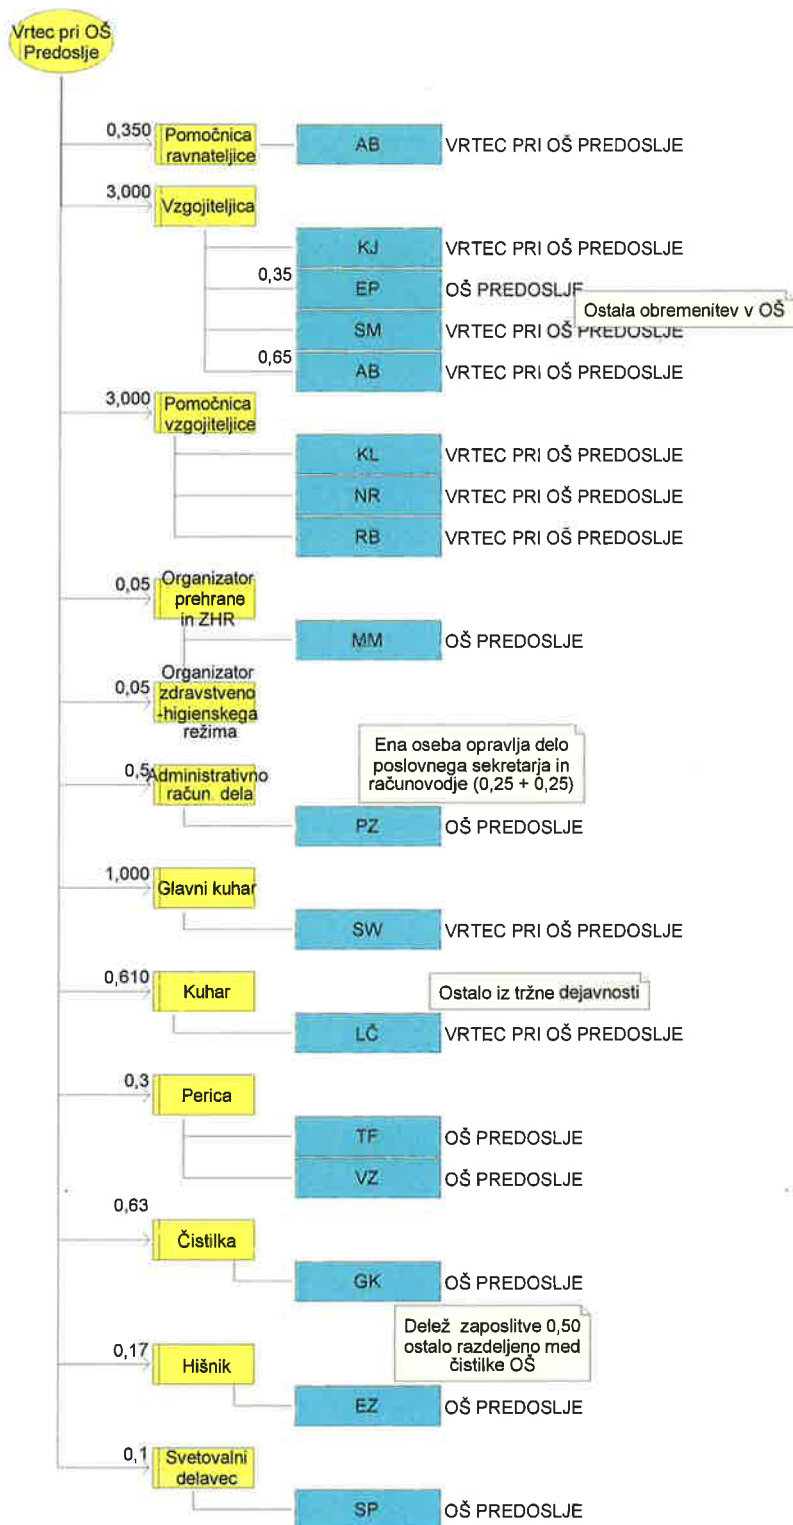 Vrtec pri OŠ
Predoslje
0,350
Pomočnica
ravnateljice
AB
VRTEC PRI OŠ PREDOSLJE
3,000
Vzgojiteljica
KJ
VRTEC PRI OŠ PREDOSLJE
0,35
EP
OŠ PREDOSLJE
Ostala obremenitev v OŠ
SM
VRTEC PRI OŠ PREDOSLJE
0,65
AB
VRTEC PRI OŠ PREDOSLJE
3,000
Pomočnica
vzgojiteljice
KL
VRTEC PRI OŠ PREDOSLJE
NR
VRTEC PRI OŠ PREDOSLJE
RB
VRTEC PRI OŠ PREDOSLJE
0,05
Organizator
prehrane
in ZHR
MM
OŠ PREDOSLJE
0,05
Organizator
zdravstveno
-higienskega
režima
Ena oseba opravlja delo
poslovnega sekretarja in
računovodje (0,25 + 0,25)
0,5
Administrativno
račun. dela
PZ
OŠ PREDOSLJE
1,000
Glavni kuhar
SW
VRTEC PRI OŠ PREDOSLJE
0,610
Kuhar
Ostalo iz tržne dejavnosti
LČ
VRTEC PRI OŠ PREDOSLJE
0,3
Perica
TF
OŠ PREDOSLJE
VZ
OŠ PREDOSLJE
0,63
Čistilka
GK
OŠ PREDOSLJE
Delež zaposlitve 0,50
ostalo razdeljeno med
čistilke OŠ
0,17
Hišnik
EZ
OŠ PREDOSLJE
0,1
Svetovalni
delavec
SP
OŠ PREDOSLJE